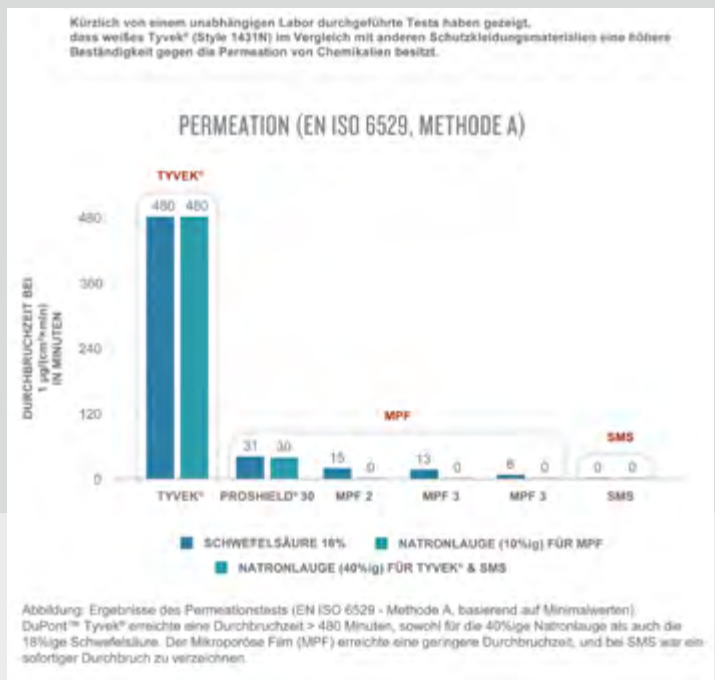 Kürzlich von einem unabhängigen Labor durchgeführte Tests haben gezeigt,
dass weißes Tyvek® (Style 1431N) im Vergleich mit anderen Schutzkleidungsmaterialien eine höhere
Beständigkeit gegen die Permeation von Chemikalien besitzt.
PERMEATION (EN ISO 6529, METHODE A)
DURCHBRUCHZEIT BEI
1 µg/(cm²×min)
IN MINUTEN
480
360
240
120
0
TYVEK®
480 480
MPF
31 30
15 0
13 0
6 0
SMS
0 0
TYVEK® PROSHIELD® 30 MPF 2 MPF 3 MPF 3 SMS
SCHWEFELSÄURE 18% NATRONLAUGE (10%ig) FÜR MPF
NATRONLAUGE (40%ig) FÜR TYVEK® & SMS
Abbildung: Ergebnisse des Permeationstests (EN ISO 6529 - Methode A, basierend auf Minimalwerten)
DuPont™ Tyvek® erreichte eine Durchbruchzeit > 480 Minuten, sowohl für die 40%ige Natronlauge als auch die
18%ige Schwefelsäure. Der Mikroporöse Film (MPF) erreichte eine geringere Durchbruchzeit, und bei SMS war ein
sofortiger Durchbruch zu verzeichnen.